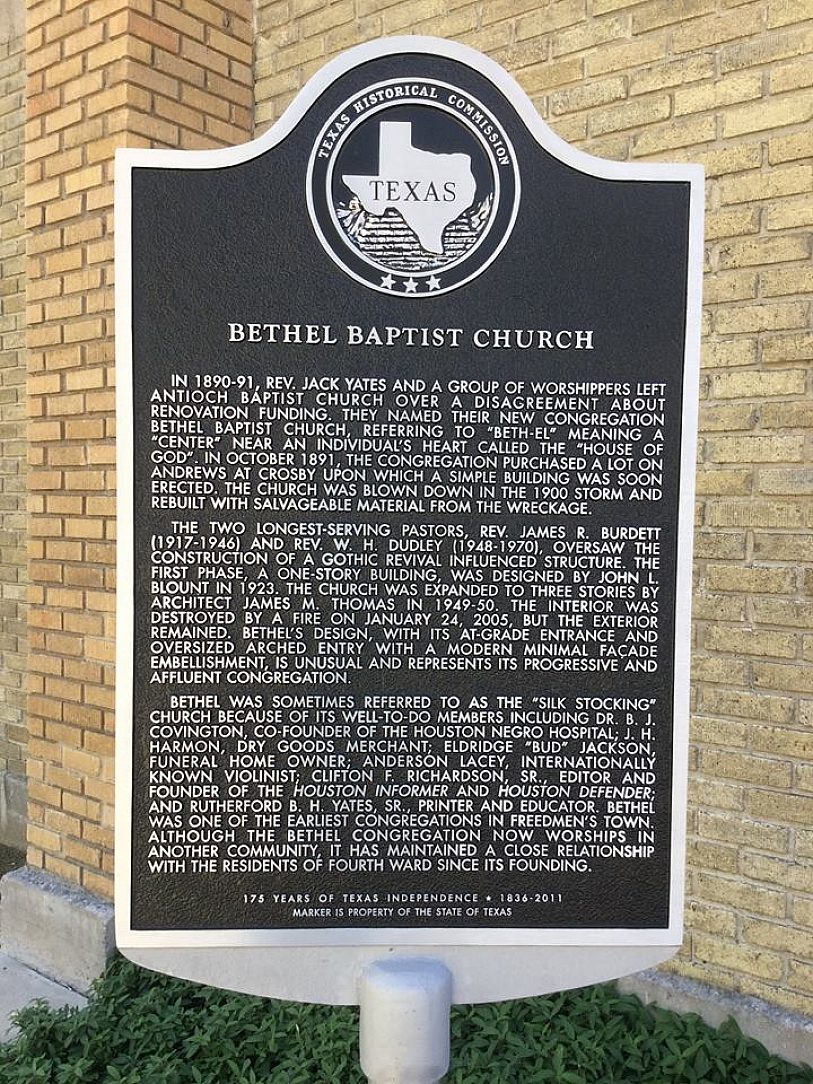 TEXAS HISTORICAL COMMISSION
TEXAS
BETHEL BAPTIST CHURCH
IN 1890-91, REV. JACK YATES AND A GROUP OF WORSHIPPERS LEFT
ANTIOCH BAPTIST CHURCH OVER A DISAGREEMENT ABOUT
RENOVATION FUNDING. THEY NAMED THEIR NEW CONGREGATION
BETHEL BAPTIST CHURCH, REFERRING TO "BETH-EL" MEANING A
"CENTER" NEAR AN INDIVIDUAL'S HEART CALLED THE "HOUSE OF
GOD". IN OCTOBER 1891, THE CONGREGATION PURCHASED A LOT ON
ANDREWS AT CROSBY UPON WHICH A SIMPLE BUILDING WAS SOON
ERECTED. THE CHURCH WAS BLOWN DOWN IN THE 1900 STORM AND
REBUILT WITH SALVAGEABLE MATERIAL FROM THE WRECKAGE.
THE TWO LONGEST-SERVING PASTORS, REV. JAMES R. BURDETT
(1917-1946) AND REV. W. H. DUDLEY (1948-1970), OVERSAW THE
CONSTRUCTION OF A GOTHIC REVIVAL INFLUENCED STRUCTURE. THE
FIRST PHASE, A ONE-STORY BUILDING, WAS DESIGNED BY JOHN L.
BLOUNT IN 1923. THE CHURCH WAS EXPANDED TO THREE STORIES BY
ARCHITECT JAMES M. THOMAS IN 1949-50. THE INTERIOR WAS
DESTROYED BY A FIRE ON JANUARY 24, 2005, BUT THE EXTERIOR
REMAINED. BETHEL'S DESIGN, WITH ITS AT-GRADE ENTRANCE AND
OVERSIZED ARCHED ENTRY WITH A MODERN MINIMAL FAÇADE
EMBELLISHMENT, IS UNUSUAL AND REPRESENTS ITS PROGRESSIVE AND
AFFLUENT CONGREGATION.
BETHEL WAS SOMETIMES REFERRED TO AS THE "SILK STOCKING"
CHURCH BECAUSE OF ITS WELL-TO-DO MEMBERS INCLUDING DR. B. J.
COVINGTON, CO-FOUNDER OF THE HOUSTON NEGRO HOSPITAL; J. H.
HARMON, DRY GOODS MERCHANT; ELDRIDGE "BUD" JACKSON,
FUNERAL HOME OWNER; ANDERSON LACEY, INTERNATIONALLY
KNOWN VIOLINIST; CLIFTON F. RICHARDSON, SR., EDITOR AND
FOUNDER OF THE HOUSTON INFORMER AND HOUSTON DEFENDER;
AND RUTHERFORD B. H. YATES, SR., PRINTER AND EDUCATOR. BETHEL
WAS ONE OF THE EARLIEST CONGREGATIONS IN FREEDMEN'S TOWN.
ALTHOUGH THE BETHEL CONGREGATION NOW WORSHIPS IN
ANOTHER COMMUNITY, IT HAS MAINTAINED A CLOSE RELATIONSHIP
WITH THE RESIDENTS OF FOURTH WARD SINCE ITS FOUNDING.
175 YEARS OF TEXAS INDEPENDENCE ★ 1836-2011
MARKER IS PROPERTY OF THE STATE OF TEXAS